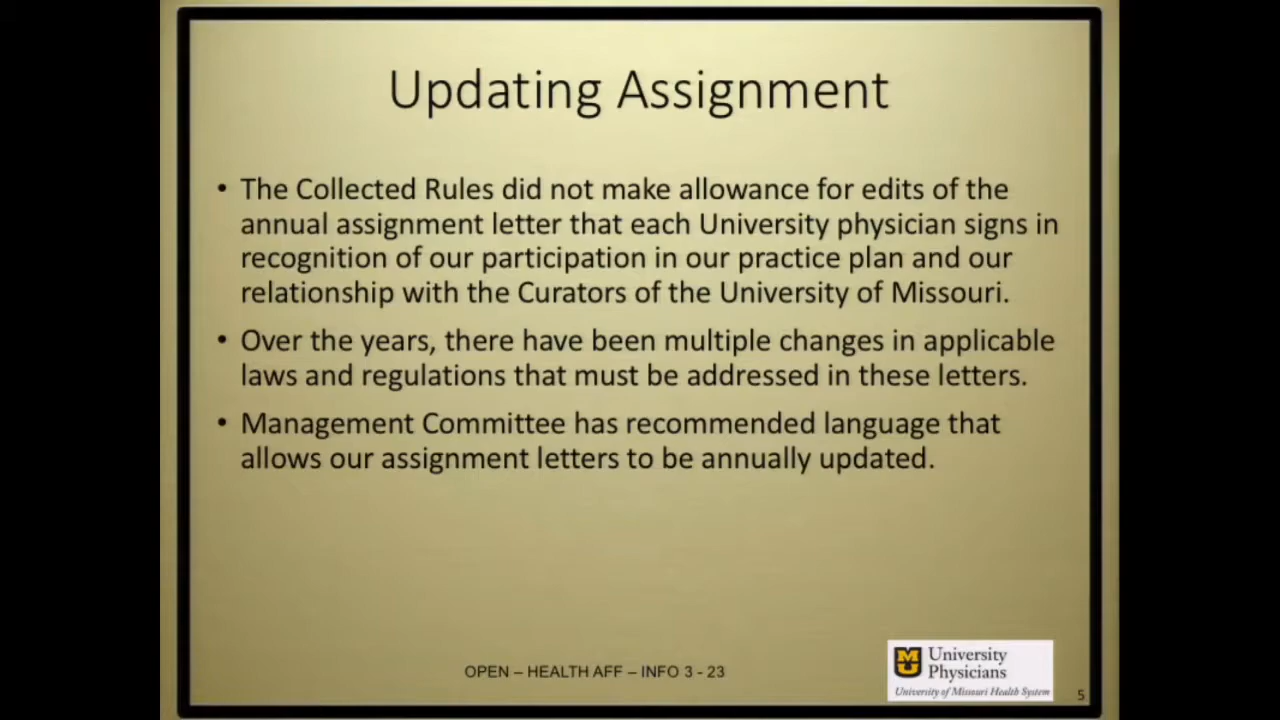 Updating Assignment
• The Collected Rules did not make allowance for edits of the
annual assignment letter that each University physician signs in
recognition of our participation in our practice plan and our
relationship with the Curators of the University of Missouri.
• Over the years, there have been multiple changes in applicable
laws and regulations that must be addressed in these letters.
• Management Committee has recommended language that
allows our assignment letters to be annually updated.
OPEN – HEALTH AFF – INFO 3 - 23
University
Physicians
University of Missouri Health System
5